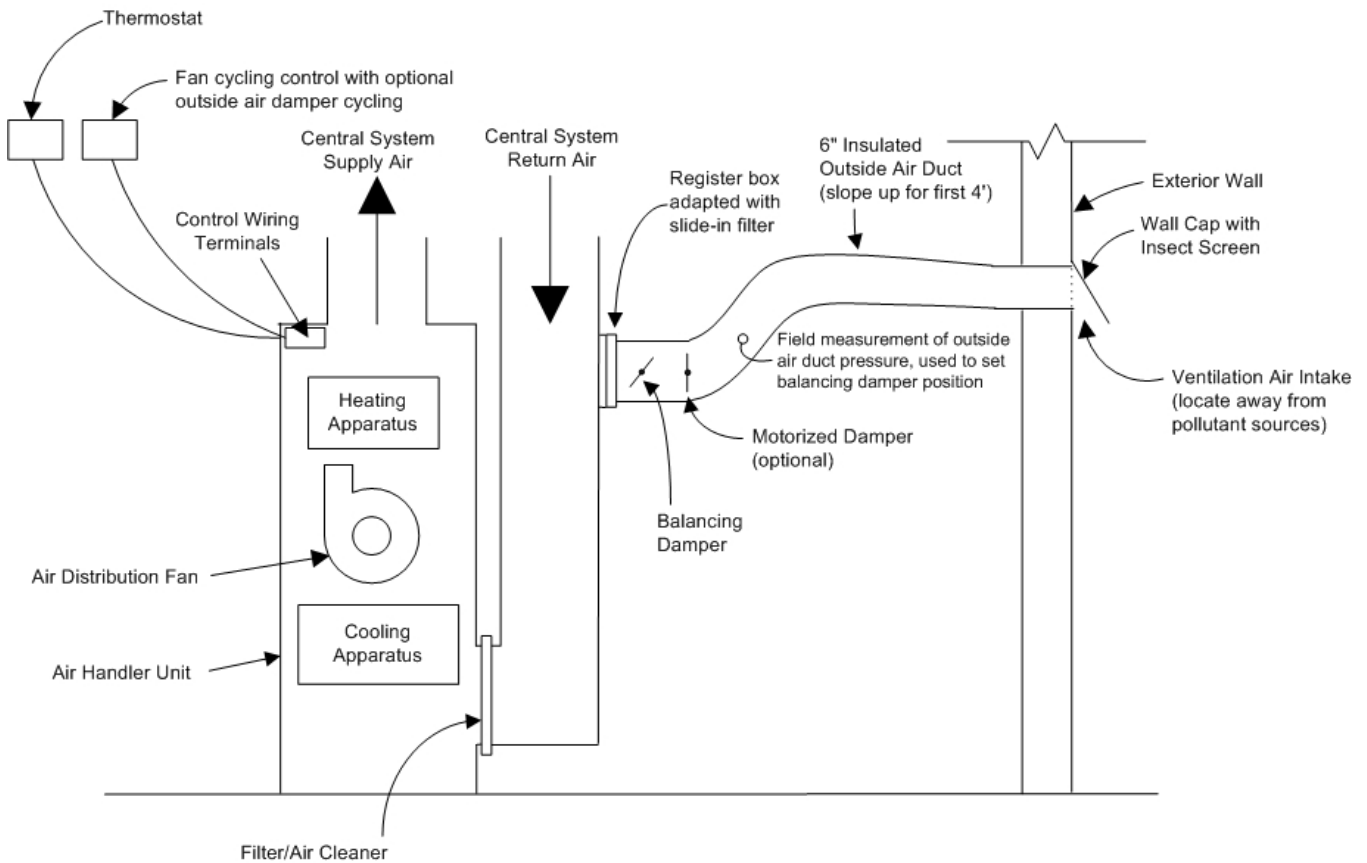 Thermostat
Fan cycling control with optional
outside air damper cycling
Central System
Supply Air
Central System
Return Air
6" Insulated
Outside Air Duct
(slope up for first 4')
Register box
adapted with
slide-in filter
Exterior Wall
Wall Cap with
Insect Screen
Control Wiring
Terminals
Field measurement of outside
air duct pressure, used to set
balancing damper position
Ventilation Air Intake
(locate away from
pollutant sources)
Heating
Apparatus
Motorized Damper
(optional)
Balancing
Damper
Air Distribution Fan
Cooling
Apparatus
Air Handler Unit
Filter/Air Cleaner